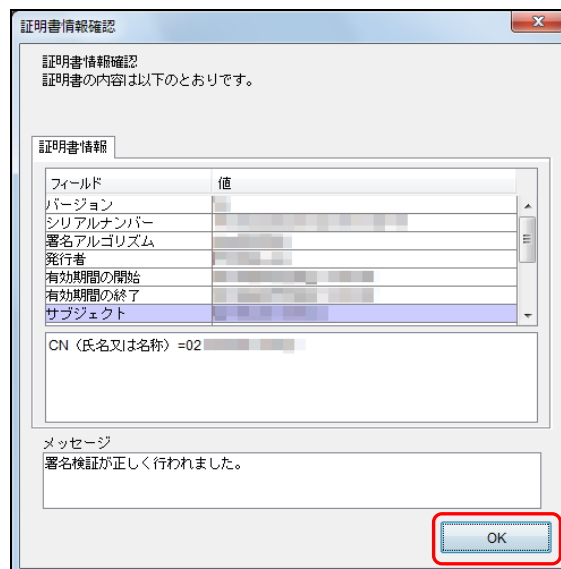 証明書情報確認
証明書情報確認
証明書の内容は以下のとおりです。
証明書情報
フィールド 値
バージョン
シリアルナンバー
署名アルゴリズム
発行者
有効期間の開始
有効期間の終了
サブジェクト
CN（氏名又は名称）=02
メッセージ
署名検証が正しく行われました。
OK